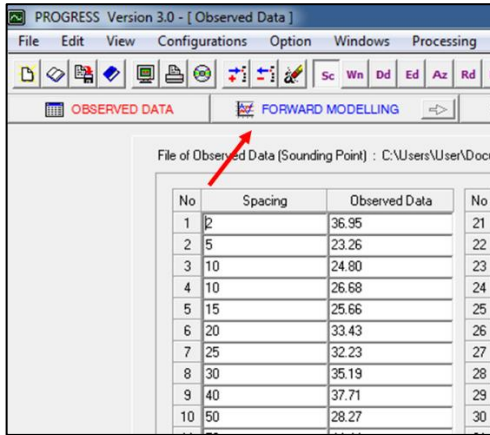 PROGRESS Version 3.0 - [ Observed Data ]
File Edit View Configurations Option Windows Processing
Sc Wn Dd Ed Az Rd
OBSERVED DATA FORWARD MODELLING
File of Observed Data (Sounding Point) : C:\Users\User\Docu
No Spacing Observed Data No
1 2 36.95 21
2 5 23.26 22
3 10 24.80 23
4 10 26.68 24
5 15 25.66 25
6 20 33.43 26
7 25 32.23 27
8 30 35.19 28
9 40 37.71 29
10 50 28.27 30